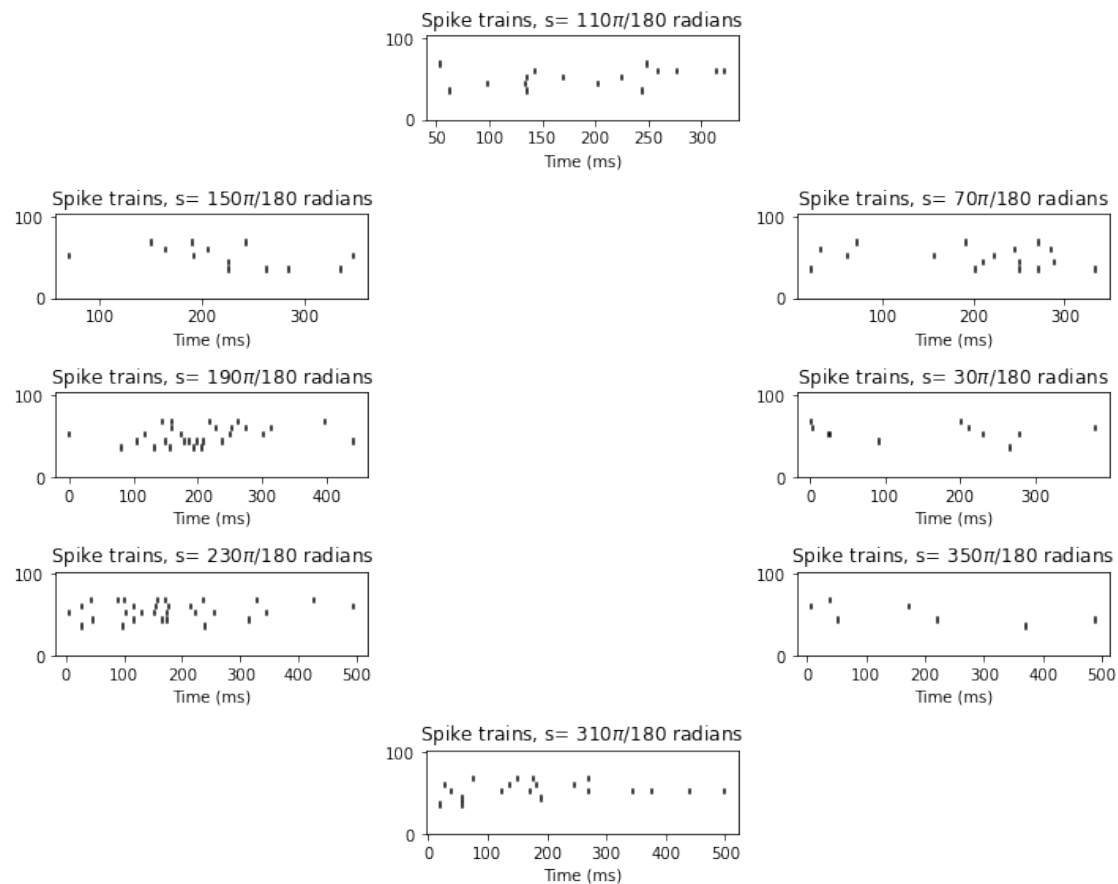 Spike trains, s= 110π/180 radians
100
0
50 100 150 200 250 300
Time (ms)
Spike trains, s= 150π/180 radians
100
0
100 200 300
Time (ms)
Spike trains, s= 70π/180 radians
100
0
100 200 300
Time (ms)
Spike trains, s= 190π/180 radians
100
0
0 100 200 300 400
Time (ms)
Spike trains, s= 30π/180 radians
100
0
0 100 200 300
Time (ms)
Spike trains, s= 230π/180 radians
100
0
0 100 200 300 400 500
Time (ms)
Spike trains, s= 350π/180 radians
100
0
0 100 200 300 400 500
Time (ms)
Spike trains, s= 310π/180 radians
100
0
0 100 200 300 400 500
Time (ms)